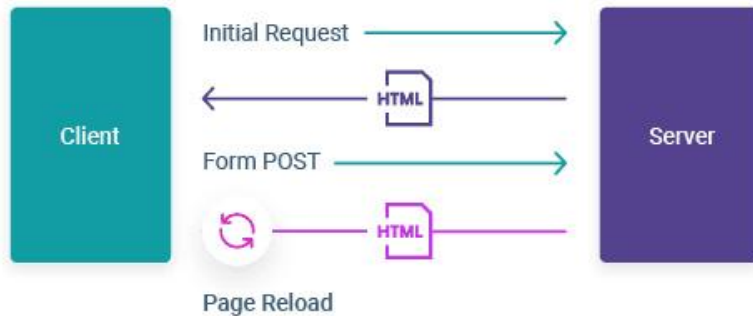 Initial Request
HTML
Client
Server
Form POST
HTML
Page Reload